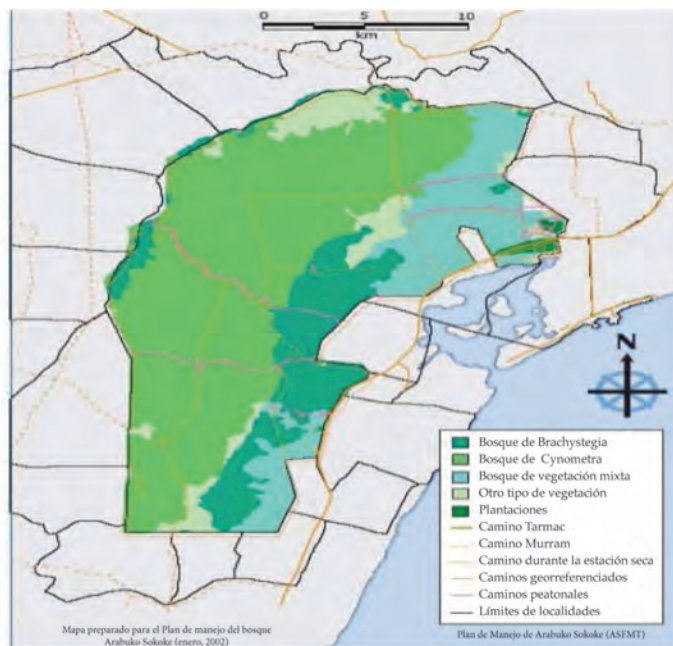 0 5 10
km
N
Bosque de Brachystegia
Bosque de Cynometra
Bosque de vegetación mixta
Otro tipo de vegetación
Plantaciones
Camino Tarmac
Camino Murram
Camino durante la estación seca
Caminos georreferenciados
Caminos peatonales
Límites de localidades
Mapa preparado para el Plan de manejo del bosque
Arabuko Sokoke (enero, 2002)
Plan de Manejo de Arabuko Sokoke (ASFMT)